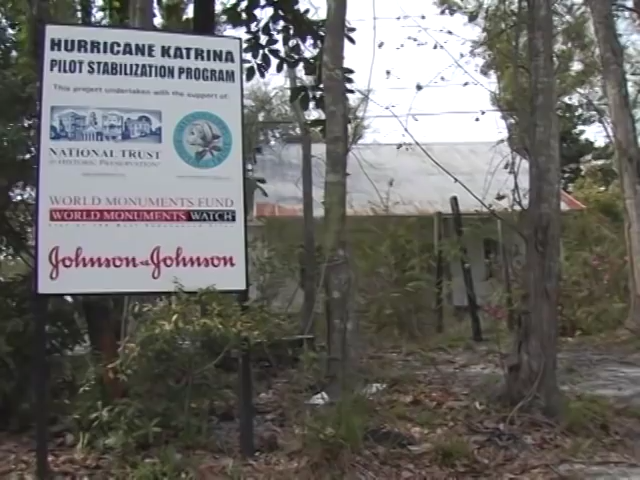 HURRICANE KATRINA
PILOT STABILIZATION PROGRAM
This project undertaken with the support of:
NATIONAL TRUST
for HISTORIC PRESERVATION®
WORLD MONUMENTS FUND
WORLD MONUMENTS WATCH
Johnson & Johnson